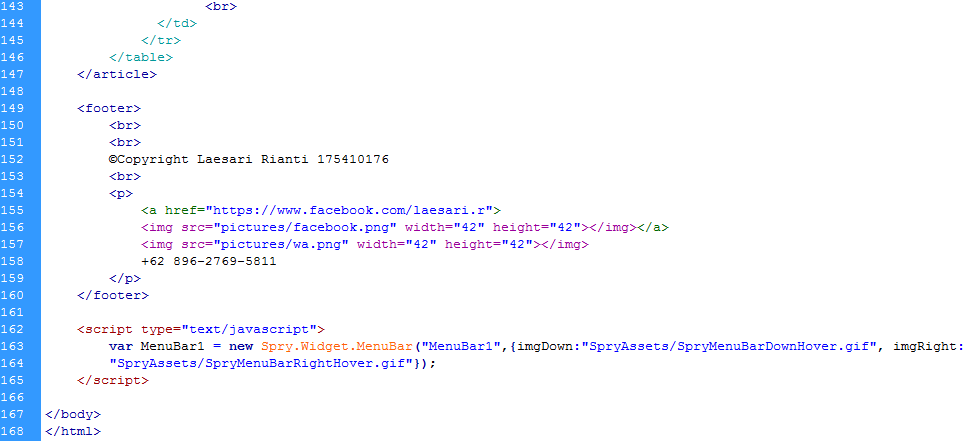 143 <br>
144 </td>
145 </tr>
146 </table>
147 </article>
148
149 <footer>
150 <br>
151 <br>
152 ©Copyright Laesari Rianti 175410176
153 <br>
154 <p>
155 <a href="https://www.facebook.com/laesari.r">
156 <img src="pictures/facebook.png" width="42" height="42"></img></a>
157 <img src="pictures/wa.png" width="42" height="42"></img>
158 +62 896-2769-5811
159 </p>
160 </footer>
161
162 <script type="text/javascript">
163 var MenuBar1 = new Spry.Widget.MenuBar("MenuBar1",{imgDown:"SpryAssets/SpryMenuBarDownHover.gif", imgRight:
164 "SpryAssets/SpryMenuBarRightHover.gif"});
165 </script>
166
167 </body>
168 </html>